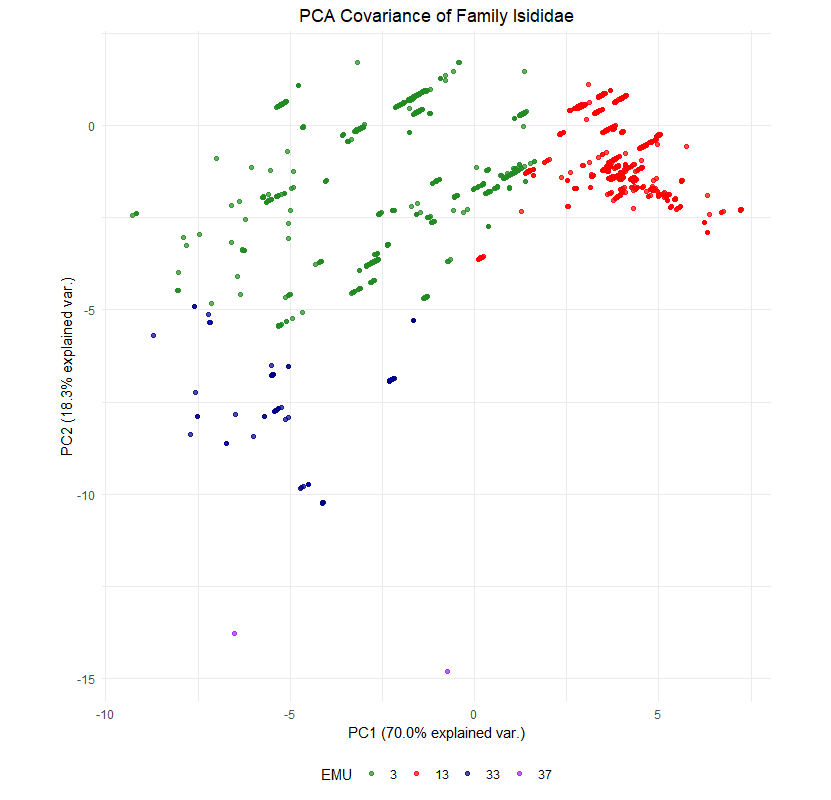 PCA Covariance of Family Isididae
PC2 (18.3% explained var.)
0
-5
-10
-15
-10 -5 0 5
PC1 (70.0% explained var.)
EMU 3 13 33 37